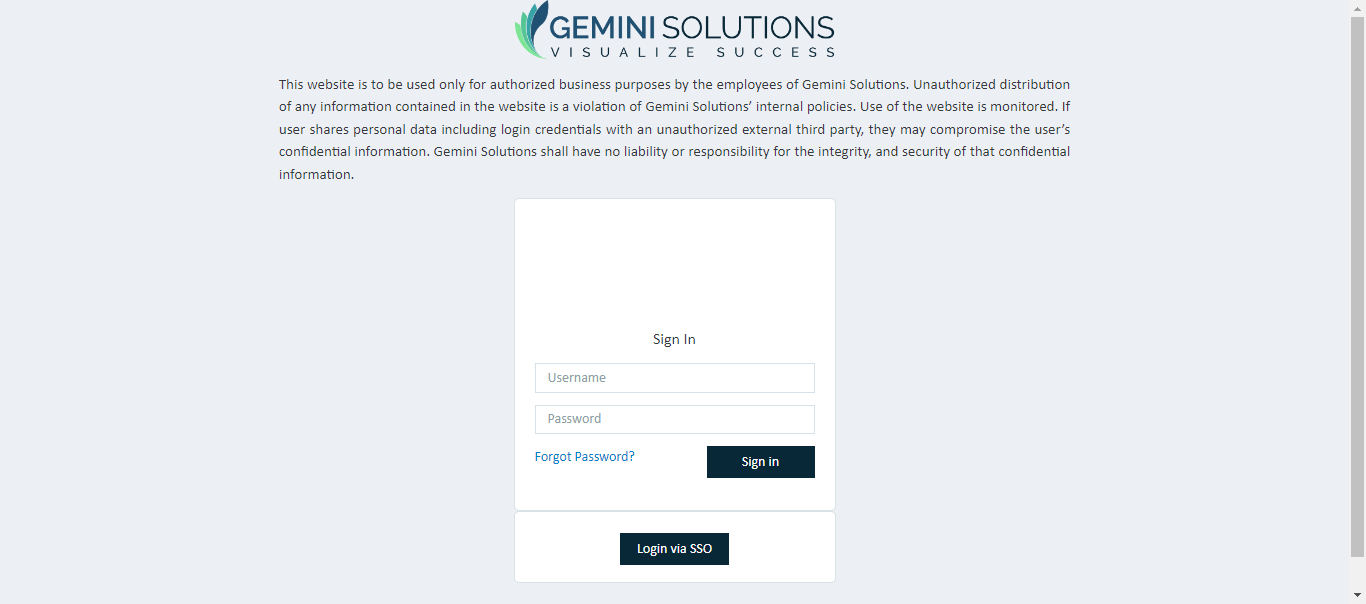 GEMINI SOLUTIONS
VISUALIZE SUCCESS
This website is to be used only for authorized business purposes by the employees of Gemini Solutions. Unauthorized distribution
of any information contained in the website is a violation of Gemini Solutions’ internal policies. Use of the website is monitored. If
user shares personal data including login credentials with an unauthorized external third party, they may compromise the user’s
confidential information. Gemini Solutions shall have no liability or responsibility for the integrity, and security of that confidential
information.
Sign In
Username
Password
Forgot Password?
Sign in
Login via SSO